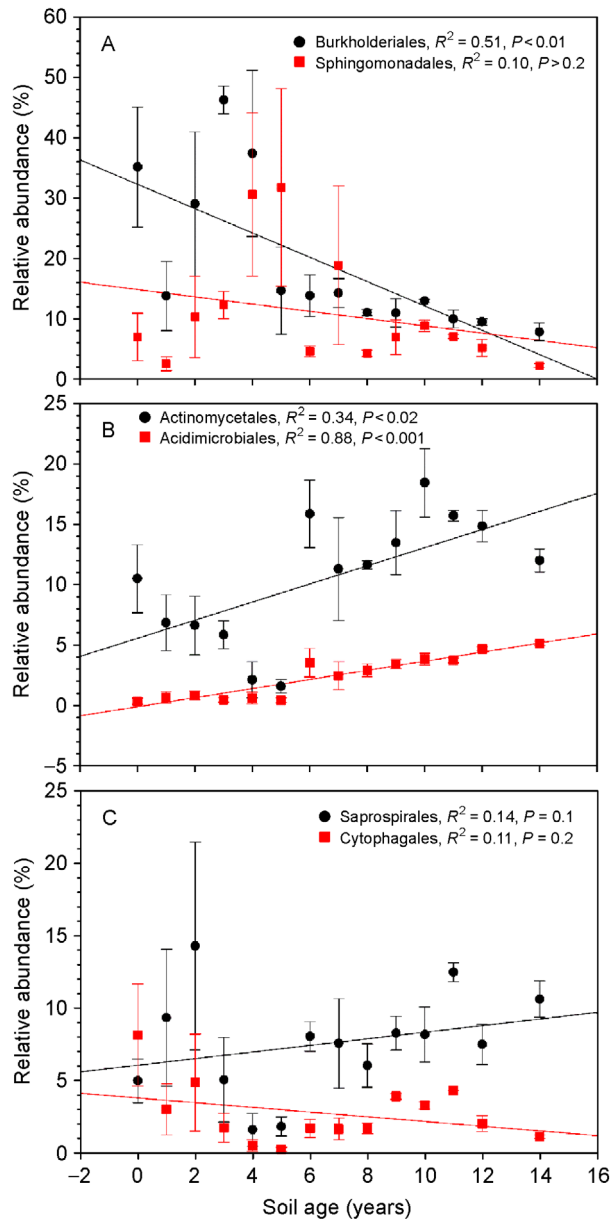 A
Burkholderiales, R² = 0.51, P < 0.01
Sphingomonadales, R² = 0.10, P > 0.2
60
50
40
30
20
10
0
Relative abundance (%)
B
Actinomycetales, R² = 0.34, P < 0.02
Acidimicrobiales, R² = 0.88, P < 0.001
25
20
15
10
5
0
–5
Relative abundance (%)
C
Saprospirales, R² = 0.14, P = 0.1
Cytophagales, R² = 0.11, P = 0.2
25
20
15
10
5
0
Relative abundance (%)
–2 0 2 4 6 8 10 12 14 16
Soil age (years)